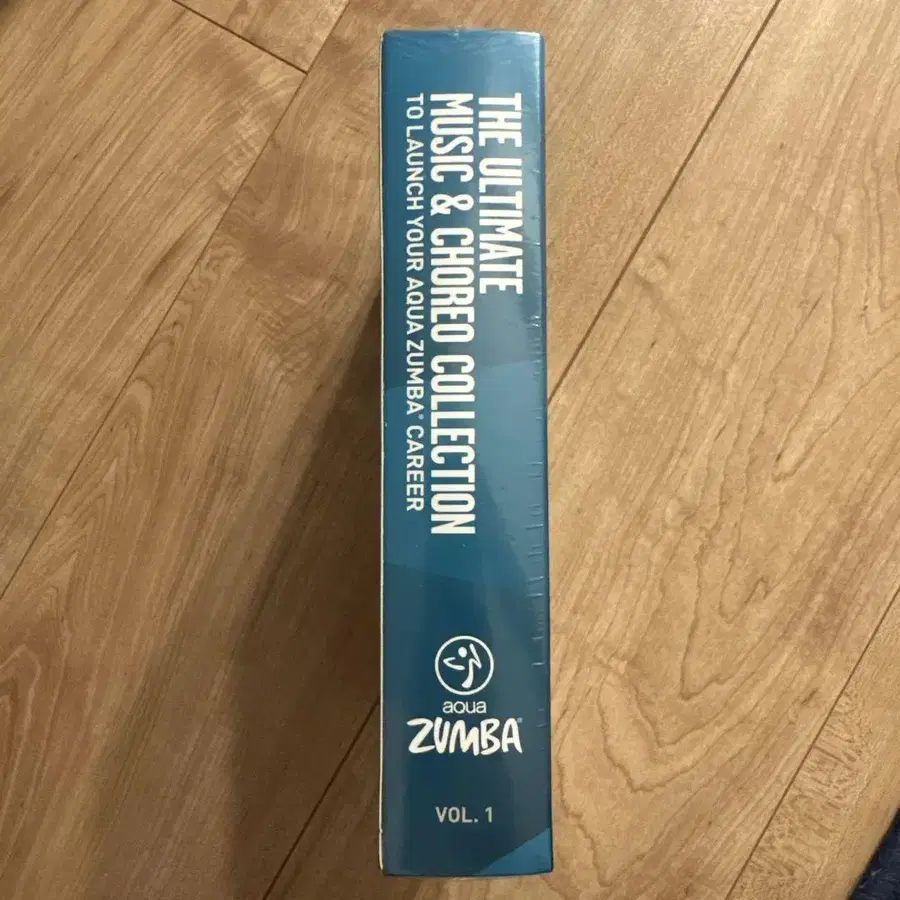 THE ULTIMATE
MUSIC & CHOREO COLLECTION
TO LAUNCH YOUR AQUA ZUMBA® CAREER
aqua
ZUMBA®
VOL. 1